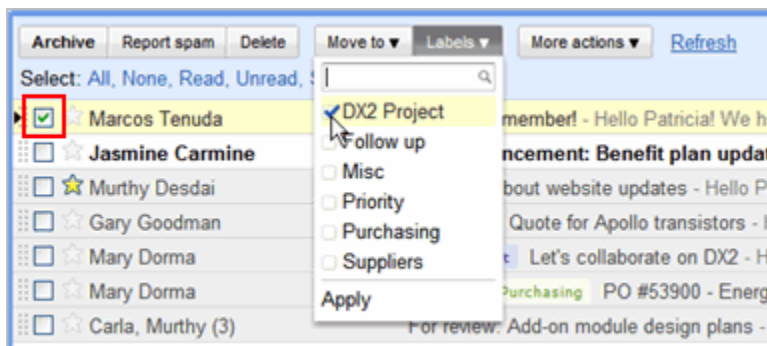 Archive Report spam Delete Move to ▼ Labels ▼ More actions ▼ Refresh
Select: All, None, Read, Unread,
DX2 Project
Follow up
Misc
Priority
Purchasing
Suppliers
Apply
Marcos Tenuda member! - Hello Patricia! We h
Jasmine Carmine ncement: Benefit plan updat
Murthy Desdai bout website updates - Hello P
Gary Goodman Quote for Apollo transistors -
Mary Dorma Let's collaborate on DX2 - H
Mary Dorma Purchasing PO #53900 - Energ
Carla, Murthy (3) For review: Add-on module design plans -